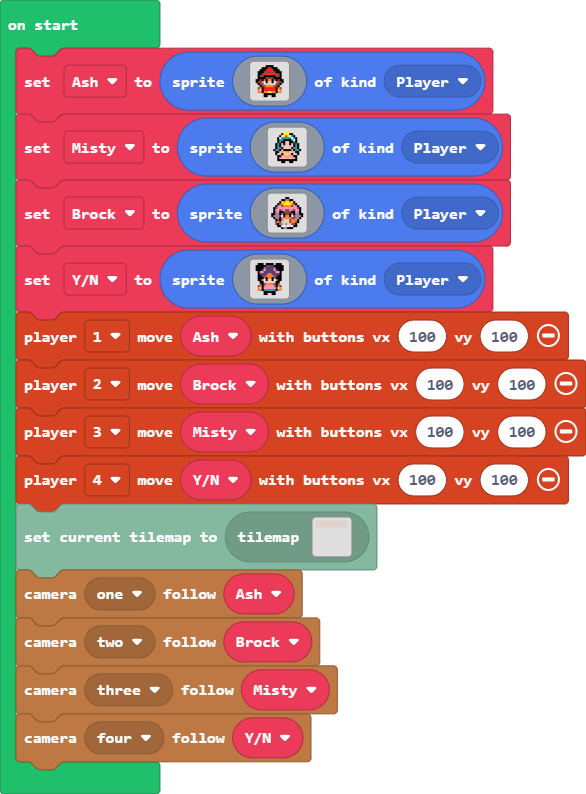 on start
set Ash to sprite of kind Player
set Misty to sprite of kind Player
set Brock to sprite of kind Player
set Y/N to sprite of kind Player
player 1 move Ash with buttons vx 100 vy 100
player 2 move Brock with buttons vx 100 vy 100
player 3 move Misty with buttons vx 100 vy 100
player 4 move Y/N with buttons vx 100 vy 100
set current tilemap to tilemap
camera one follow Ash
camera two follow Brock
camera three follow Misty
camera four follow Y/N